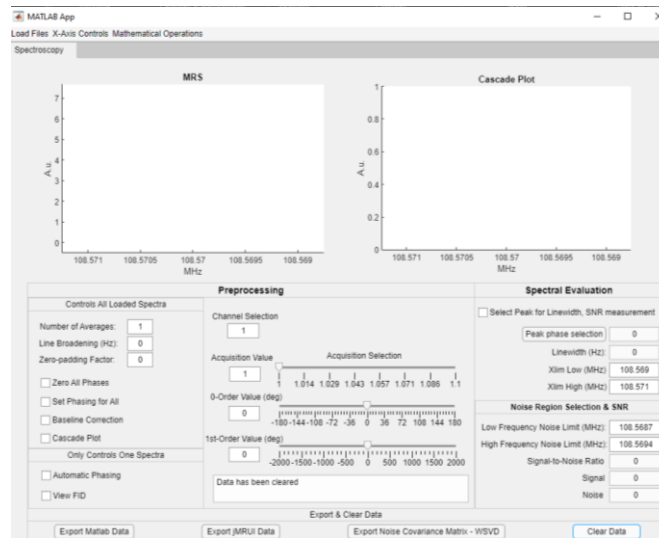 MATLAB App
Load Files X-Axis Controls Mathematical Operations
Spectroscopy
MRS
7
6
5
4
3
2
1
0
A.u.
108.571 108.5705 108.57 108.5695 108.569
MHz
Cascade Plot
1
0.8
0.6
0.4
0.2
0
A.u.
108.571 108.5705 108.57 108.5695 108.569
MHz
Preprocessing
Controls All Loaded Spectra
Number of Averages: 1
Line Broadening (Hz): 0
Zero-padding Factor: 0
Zero All Phases
Set Phasing for All
Baseline Correction
Cascade Plot
Only Controls One Spectra
Automatic Phasing
View FID
Channel Selection
1
Acquisition Value Acquisition Selection
1
1 1.014 1.029 1.043 1.057 1.071 1.086 1.1
0-Order Value (deg)
0
-180 -144 -108 -72 -36 0 36 72 108 144 180
1st-Order Value (deg)
0
-2000 -1500 -1000 -500 0 500 1000 1500 2000
Data has been cleared
Spectral Evaluation
Select Peak for Linewidth, SNR measurement
Peak phase selection 0
Linewidth (Hz): 0
Xlim Low (MHz) 108.569
Xlim High (MHz) 108.571
Noise Region Selection & SNR
Low Frequency Noise Limit (MHz): 108.5687
High Frequency Noise Limit (MHz): 108.5694
Signal-to-Noise Ratio 0
Signal 0
Noise 0
Export & Clear Data
Export Matlab Data Export jMRUI Data Export Noise Covariance Matrix - WSVD Clear Data